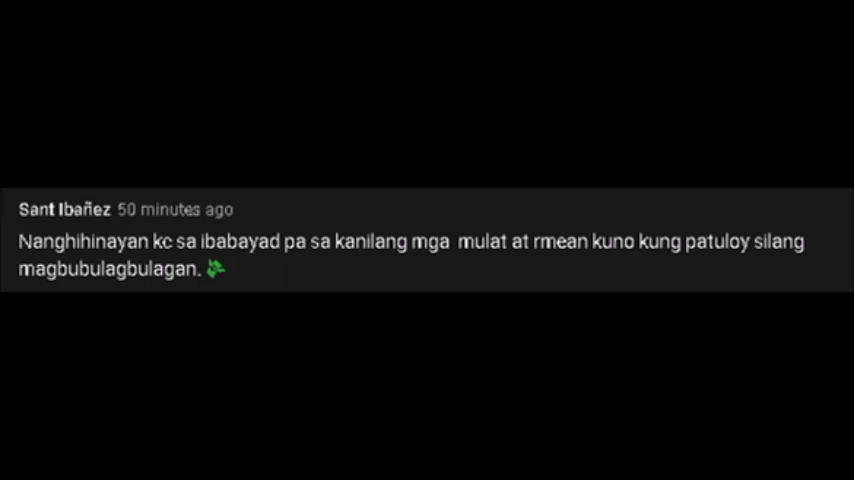 Sant Ibañez 50 minutes ago
Nanghihinayan kc sa ibabayad pa sa kanilang mga mulat at rmean kuno kung patuloy silang
magbubulagbulagan. 🌿